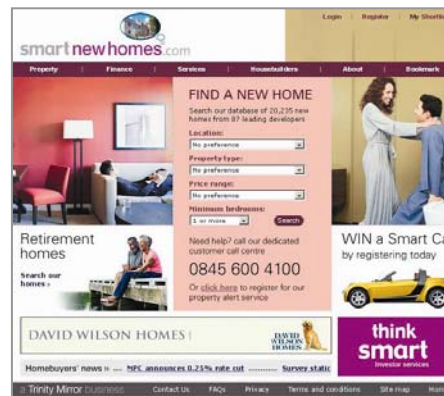 Login | Register | My Shortl
smartnewhomes.com
Property | Finance | Services | Housebuilders | About | Bookmark
FIND A NEW HOME
Search our database of 20,235 new
homes from 87 leading developers
Location:
No preference
Property type:
No preference
Price range:
No preference
Minimum bedrooms:
1 or more
Search
Retirement
homes
Search our
homes ›
Need help? call our dedicated
customer call centre
0845 600 4100
Or click here to register for our
property alert service
WIN a Smart Ca
by registering today
DAVID WILSON HOMES |
DAVID
WILSON
HOMES
think
smart
investor services
Homebuyers' news » .... MPC announces 0.25% rate cut .......... Survey static
a Trinity Mirror business
Contact Us FAQs Privacy Terms and conditions Site map Hom